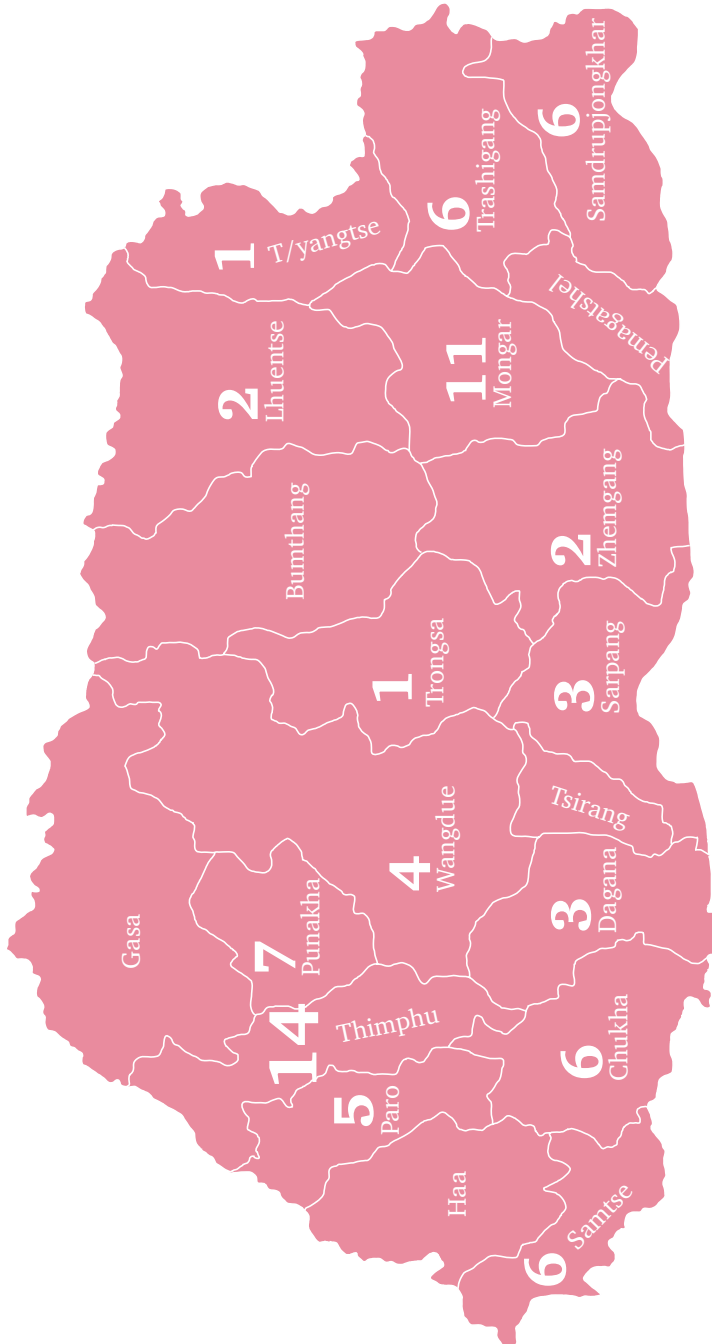 Gasa
7
Punakha
14
Thimphu
5
Paro
Haa
6
Samtse
6
Chukha
3
Dagana
Tsirang
4
Wangdue
3
Sarpang
1
Trongsa
Bumthang
2
Zhemgang
2
Lhuentse
11
Mongar
1
T/yangtse
6
Trashigang
Pemagatshel
6
Samdrupjongkhar